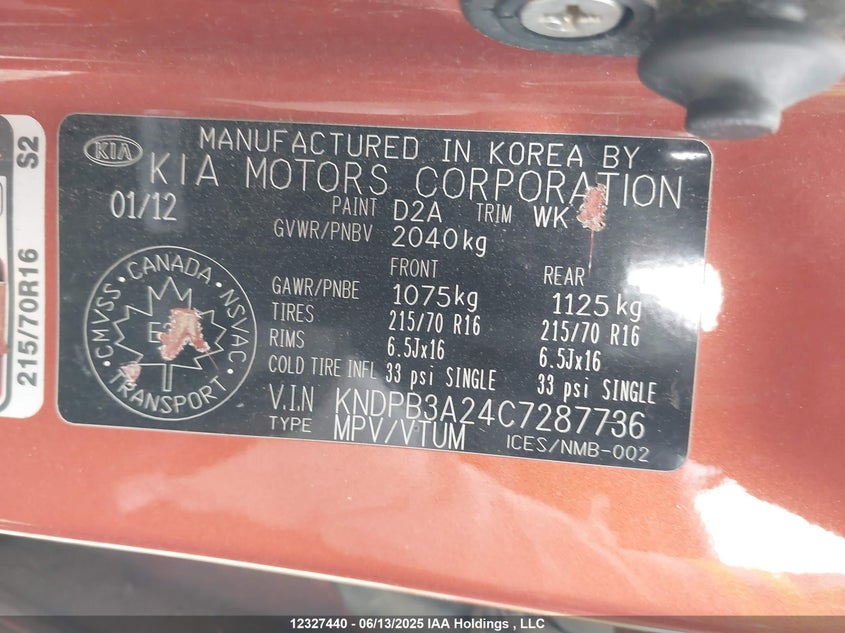 KIA
MANUFACTURED IN KOREA BY
KIA MOTORS CORPORATION
01/12 PAINT D2A TRIM WK
GVWR/PNBV 2040kg
FRONT REAR
GAWR/PNBE 1075kg 1125kg
TIRES 215/70 R16 215/70 R16
RIMS 6.5Jx16 6.5Jx16
COLD TIRE INFL 33 psi SINGLE 33 psi SINGLE
V.I.N KNDPB3A24C7287736
TYPE MPV/VTUM ICES/NMB-002
CANADA • NSVAC • TRANSPORT • CMVSS •
215/70R16 S2
12327440 - 06/13/2025 IAA Holdings , LLC